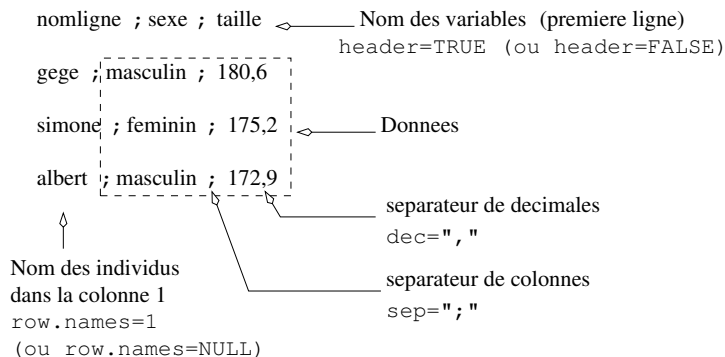 nomligne ; sexe ; taille
Nom des variables (premiere ligne)
header=TRUE (ou header=FALSE)
gege ; masculin ; 180,6
simone ; feminin ; 175,2
Donnees
albert ; masculin ; 172,9
separateur de decimales
dec=","
Nom des individus
dans la colonne 1
row.names=1
(ou row.names=NULL)
separateur de colonnes
sep=";"